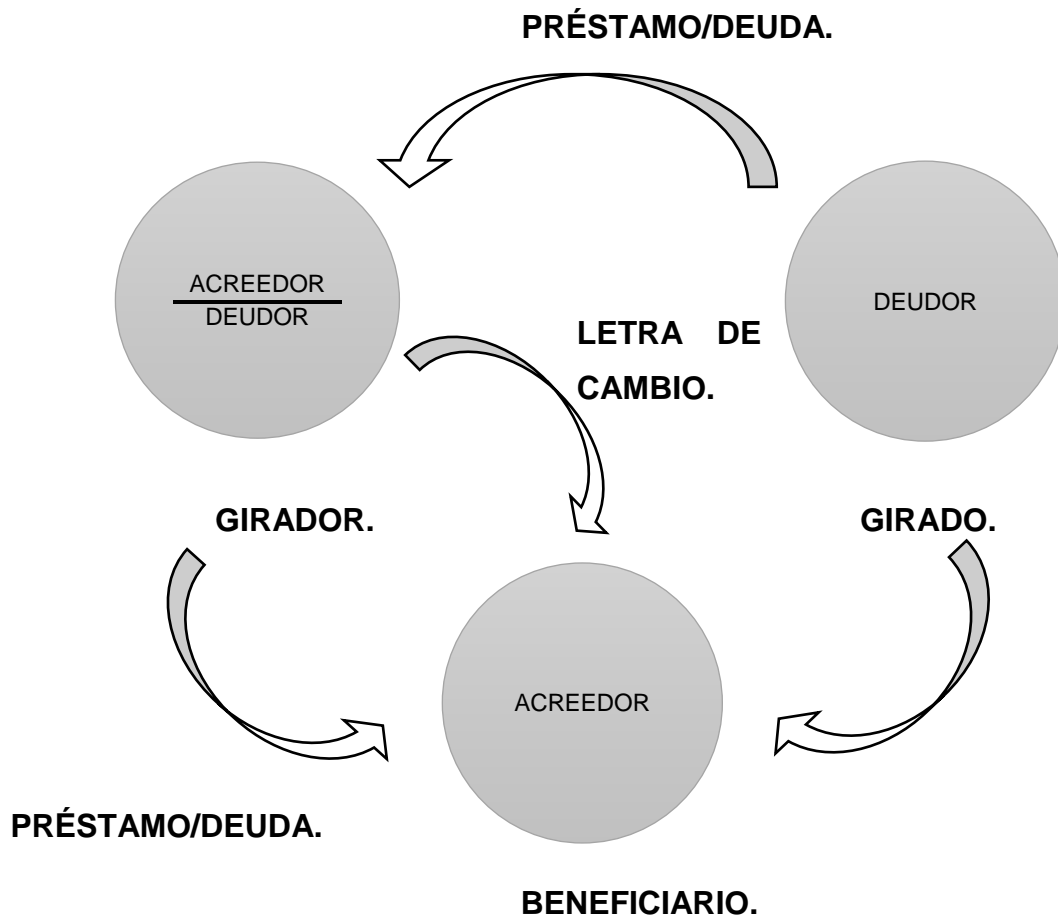 PRÉSTAMO/DEUDA.
ACREEDOR
DEUDOR
DEUDOR
LETRA DE
CAMBIO.
GIRADOR.
GIRADO.
ACREEDOR
PRÉSTAMO/DEUDA.
BENEFICIARIO.